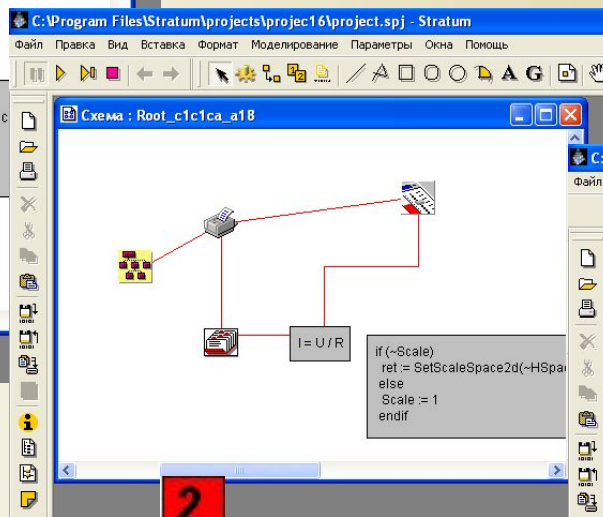 C:\Program Files\Stratum\projects\projec16\project.spj - Stratum
Файл Правка Вид Вставка Формат Моделирование Параметры Окна Помощь
A G
Схема : Root_c1c1ca_a18
C:
Файл
I = U / R
if (~Scale)
ret := SetScaleSpace2d(~HSpa
else
Scale := 1
endif
2